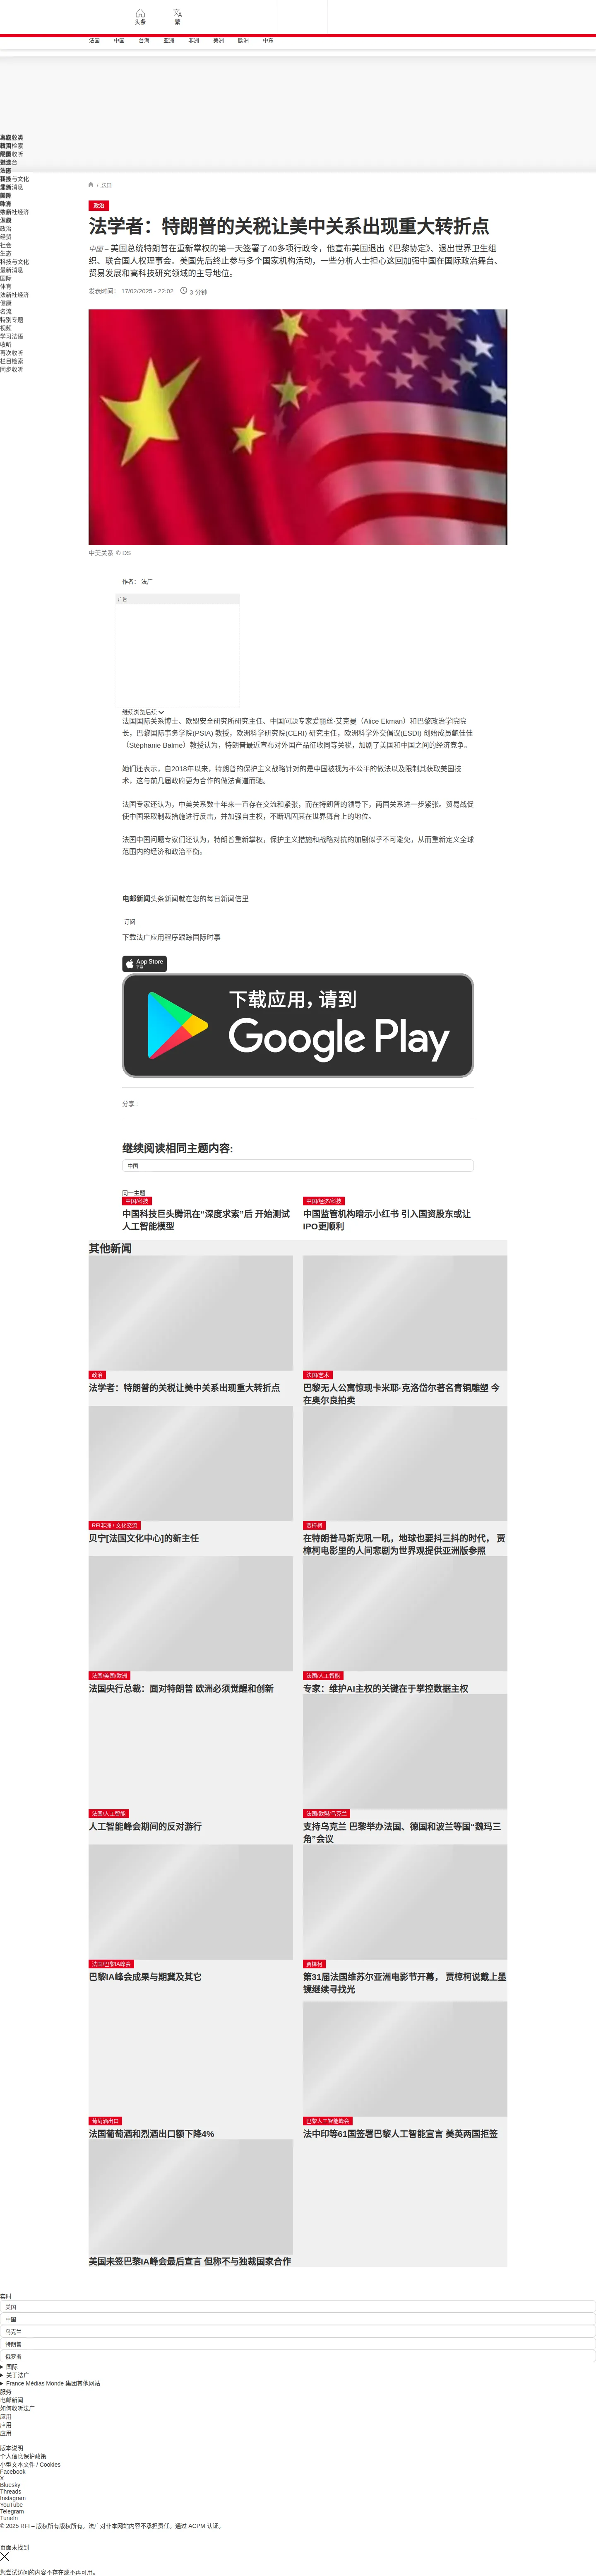 头条
繁
法国
中国
台海
亚洲
非洲
美洲
欧洲
中东
政治
经贸
社会
生态
科技与文化
最新消息
国际
体育
法新社经济
健康
名流
特别专题
视频
学习法语
收听
再次收听
栏目检索
同步收听
/ 法国
政治
法学者：特朗普的关税让美中关系出现重大转折点
中国 – 美国总统特朗普在重新掌权的第一天签署了40多项行政令，他宣布美国退出《巴黎协定》、退出世界卫生组织、联合国人权理事会。美国先后终止参与多个国家机构活动，一些分析人士担心这回加强中国在国际政治舞台、贸易发展和高科技研究领域的主导地位。
发表时间： 17/02/2025 - 22:02
3 分钟
中美关系 © DS
作者： 法广
广告
继续浏览后续
法国国际关系博士、欧盟安全研究所研究主任、中国问题专家爱丽丝·艾克曼（Alice Ekman）和巴黎政治学院院长，巴黎国际事务学院(PSIA) 教授，欧洲科学研究院(CERI) 研究主任，欧洲科学外交倡议(ESDI) 创始成员鲍佳佳（Stéphanie Balme）教授认为，特朗普最近宣布对外国产品征收同等关税，加剧了美国和中国之间的经济竞争。
她们还表示，自2018年以来，特朗普的保护主义战略针对的是中国被视为不公平的做法以及限制其获取美国技术，这与前几届政府更为合作的做法背道而驰。
法国专家还认为，中美关系数十年来一直存在交流和紧张，而在特朗普的领导下，两国关系进一步紧张。贸易战促使中国采取制裁措施进行反击，并加强自主权，不断巩固其在世界舞台上的地位。
法国中国问题专家们还认为，特朗普重新掌权，保护主义措施和战略对抗的加剧似乎不可避免，从而重新定义全球范围内的经济和政治平衡。
电邮新闻头条新闻就在您的每日新闻信里
订阅
下载法广应用程序跟踪国际时事
App Store
下载
下载应用，请到
Google Play
分享 :
继续阅读相同主题内容:
中国
同一主题
中国/科技
中国科技巨头腾讯在“深度求索”后 开始测试人工智能模型
中国/经济/科技
中国监管机构暗示小红书 引入国资股东或让IPO更顺利
其他新闻
政治
法学者：特朗普的关税让美中关系出现重大转折点
法国/艺术
巴黎无人公寓惊现卡米耶·克洛岱尔著名青铜雕塑 今在奥尔良拍卖
RFI非洲 / 文化交流
贝宁[法国文化中心]的新主任
贾樟柯
在特朗普马斯克吼一吼，地球也要抖三抖的时代， 贾樟柯电影里的人间悲剧为世界观提供亚洲版参照
法国/美国/欧洲
法国央行总裁：面对特朗普 欧洲必须觉醒和创新
法国/人工智能
专家：维护AI主权的关键在于掌控数据主权
法国/人工智能
人工智能峰会期间的反对游行
法国/欧盟/乌克兰
支持乌克兰 巴黎举办法国、德国和波兰等国“魏玛三角”会议
法国/巴黎IA峰会
巴黎IA峰会成果与期冀及其它
贾樟柯
第31届法国维苏尔亚洲电影节开幕， 贾樟柯说戴上墨镜继续寻找光
葡萄酒出口
法国葡萄酒和烈酒出口额下降4%
巴黎人工智能峰会
法中印等61国签署巴黎人工智能宣言 美英两国拒签
美国未签巴黎IA峰会最后宣言 但称不与独裁国家合作
实时
美国
中国
乌克兰
特朗普
俄罗斯
国际
关于法广
France Médias Monde 集团其他网站
服务
电邮新闻
如何收听法广
应用
应用
应用
版本说明
个人信息保护政策
小型文本文件 / Cookies
Facebook
X
Bluesky
Threads
Instagram
YouTube
Telegram
TuneIn
© 2025 RFI – 版权所有版权所有。法广对非本网站内容不承担责任。通过 ACPM 认证。
页面未找到
您尝试访问的内容不存在或不再可用。